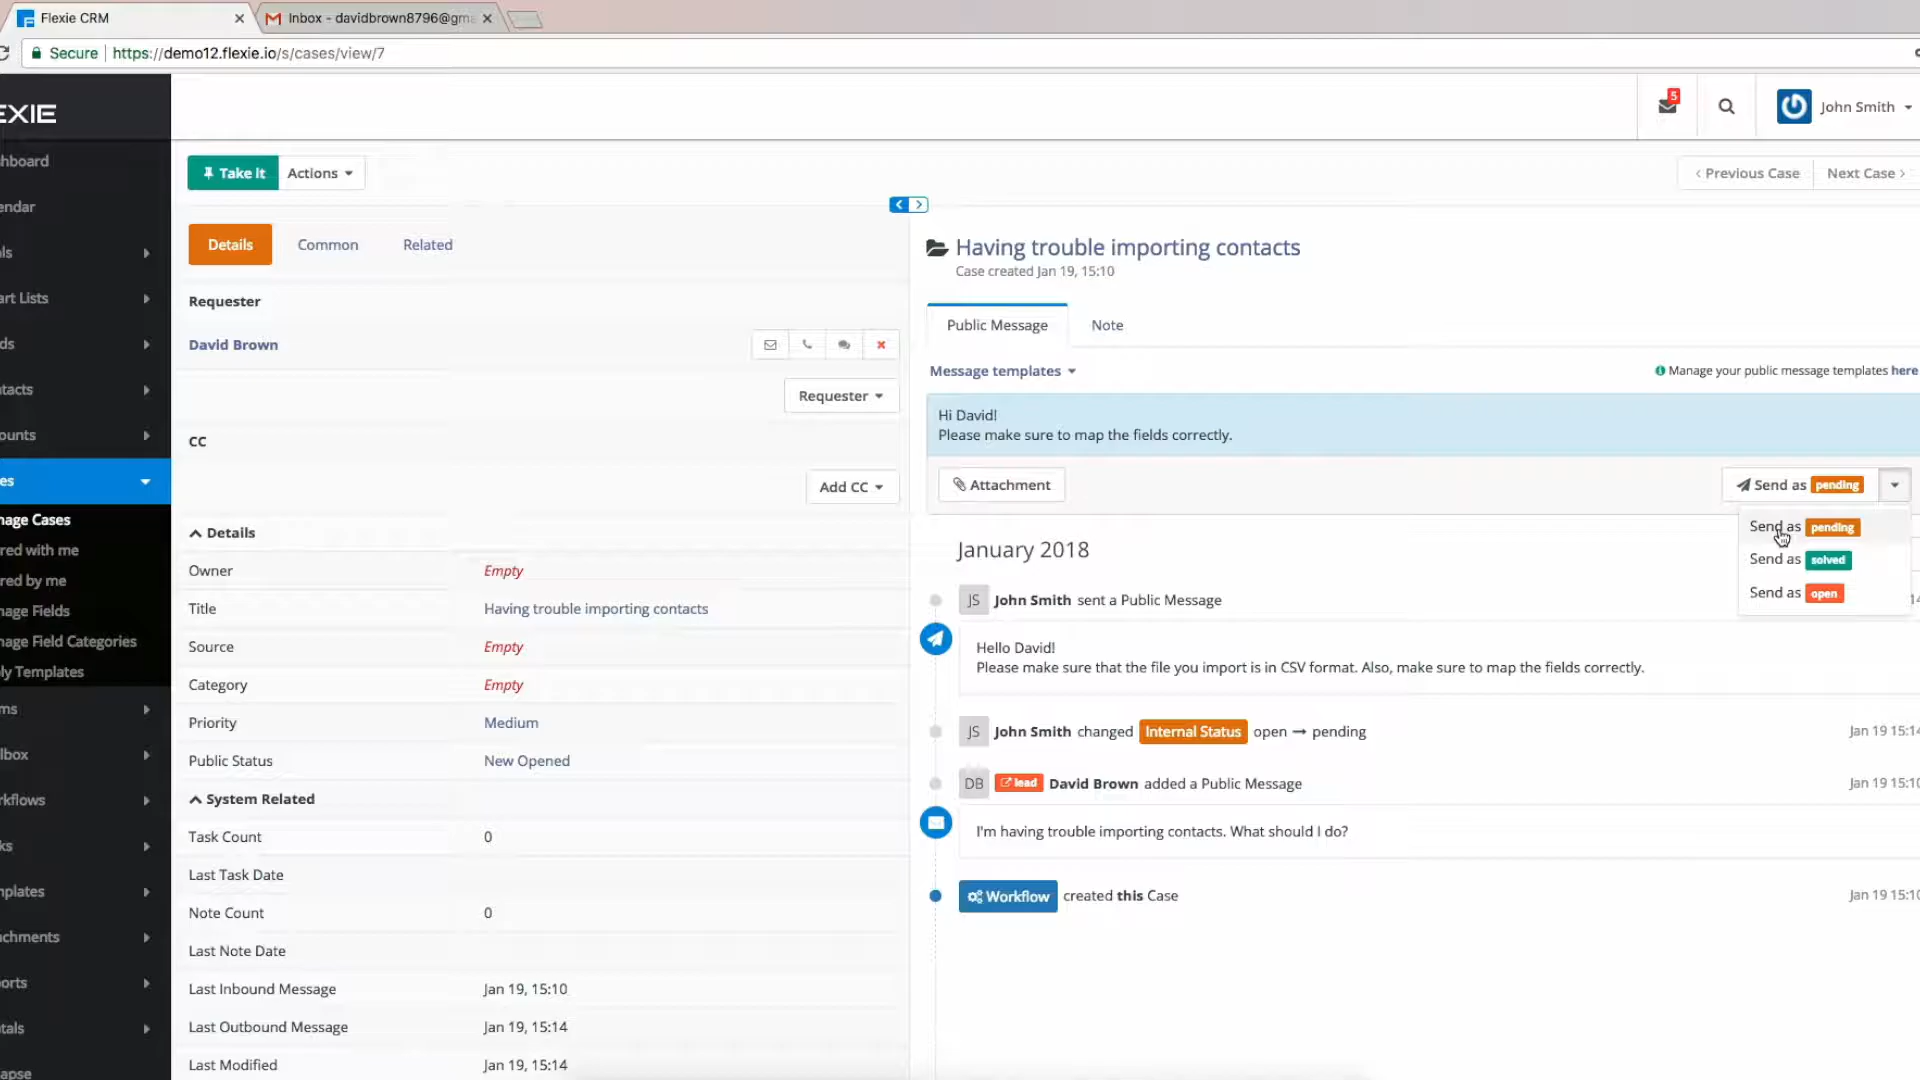 Flexie CRM
Inbox - davidbrown8796@gma
Secure
https://demo12.flexie.io/s/cases/view/7
EXIE
5
John Smith
hboard
endar
ls
art Lists
ds
tacts
ounts
es
nage Cases
red with me
red by me
nage Fields
nage Field Categories
ly Templates
ms
lbox
rkflows
ks
nplates
achments
orts
tals
apse
Take It
Actions
Previous Case
Next Case
Details
Common
Related
Requester
David Brown
Requester
CC
Add CC
Details
Owner Empty
Title Having trouble importing contacts
Source Empty
Category Empty
Priority Medium
Public Status New Opened
System Related
Task Count 0
Last Task Date
Note Count 0
Last Note Date
Last Inbound Message Jan 19, 15:10
Last Outbound Message Jan 19, 15:14
Last Modified Jan 19, 15:14
Having trouble importing contacts
Case created Jan 19, 15:10
Public Message
Note
Message templates
Manage your public message templates here
Hi David!
Please make sure to map the fields correctly.
Attachment
Send as pending
Send as pending
Send as solved
Send as open
January 2018
JS John Smith sent a Public Message
Hello David!
Please make sure that the file you import is in CSV format. Also, make sure to map the fields correctly.
JS John Smith changed Internal Status open → pending Jan 19 15:14
DB lead David Brown added a Public Message Jan 19 15:10
I'm having trouble importing contacts. What should I do?
Workflow created this Case Jan 19 15:10